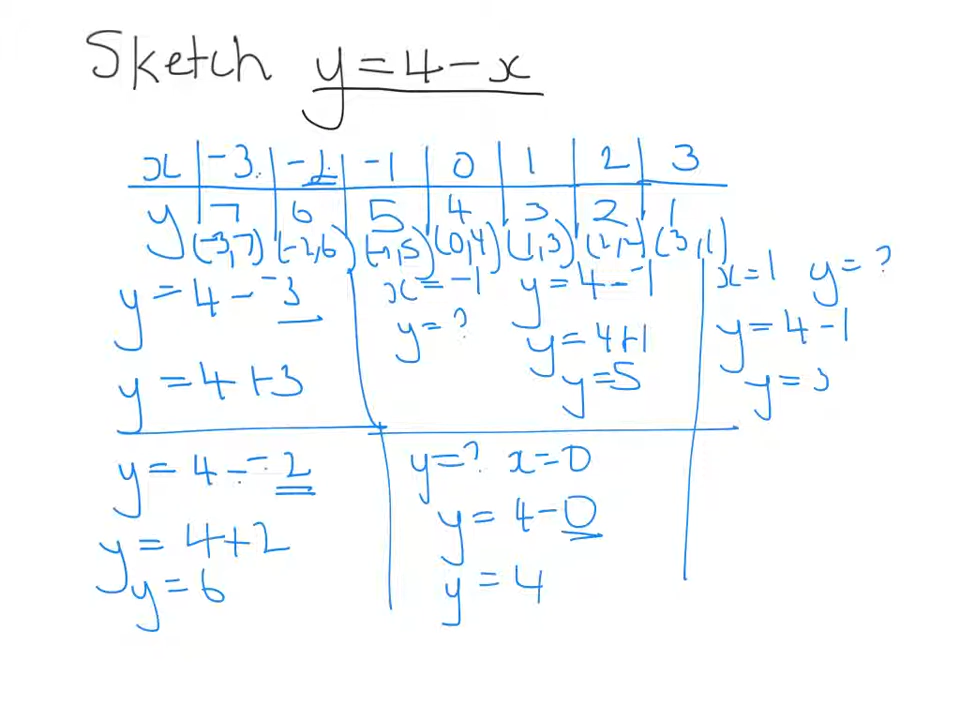 Sketch y=4-x
x -3 -2 -1 0 1 2 3
y 7 6 5 4 3 2 1
(-3,7) (-2,6) (-1,5) (0,4) (1,3) (2,2) (3,1)
y = 4 - -3
y = 4+3
x = -1 y = 4 - -1
y = ? y = 4+1
y = 5
x=1 y = ?
y = 4-1
y = 3
y = 4 - -2
y = 4+2
y = 6
y=? x=0
y = 4-0
y = 4